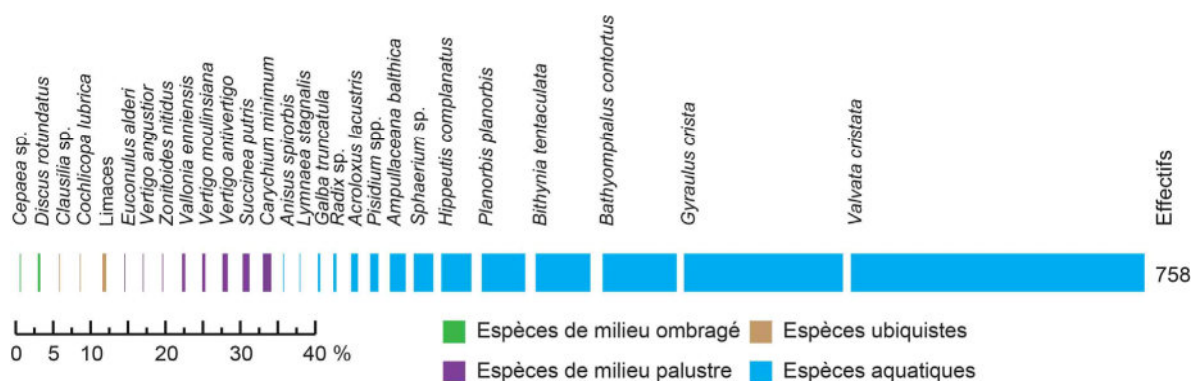 Cepaea sp.
Discus rotundatus
Clausilia sp.
Cochlicopa lubrica
Limaces
Euconulus alderi
Vertigo angustior
Zonitoides nitidus
Vallonia enniensis
Vertigo moulinsiana
Vertigo antivertigo
Succinea putris
Carychium minimum
Anisus spirorbis
Lymnaea stagnalis
Galba truncatula
Radix sp.
Acroloxus lacustris
Pisidium spp.
Ampullaceana balthica
Sphaerium sp.
Hippeutis complanatus
Planorbis planorbis
Bithynia tentaculata
Bathyomphalus contortus
Gyraulus crista
Valvata cristata
Effectifs
758
0 5 10 20 30 40 %
Espèces de milieu ombragé
Espèces ubiquistes
Espèces de milieu palustre
Espèces aquatiques